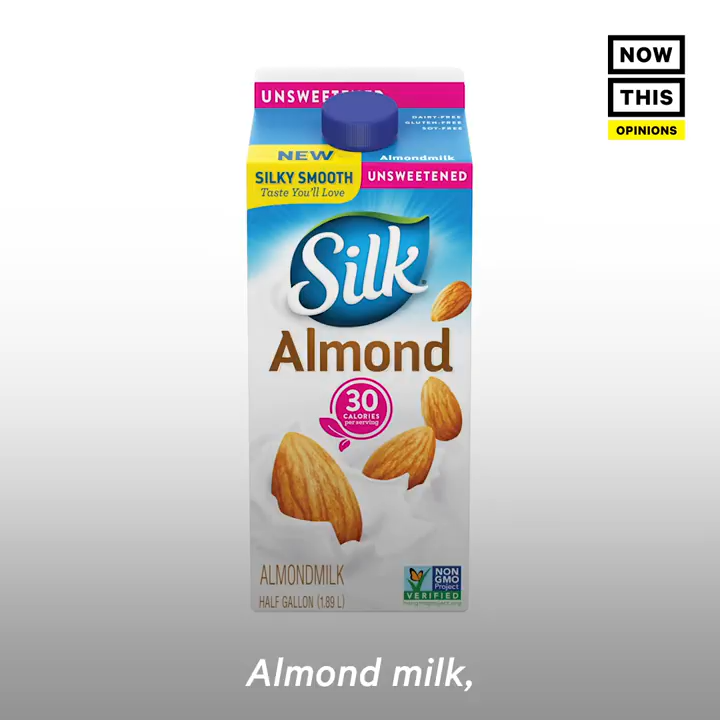 NOW
THIS
OPINIONS
UNSWEETENED
DAIRY-FREE
GLUTEN-FREE
SOY-FREE
NEW
Almondmilk
SILKY SMOOTH
UNSWEETENED
Taste You'll Love
Silk
Almond
30
CALORIES
per serving
ALMONDMILK
HALF GALLON (1.89 L)
NON
GMO
Project
VERIFIED
nongmoproject.org
Almond milk,